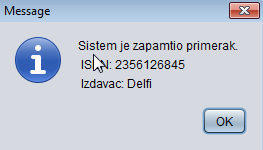 Message
Sistem je zapamtio primerak.
2356126845
Izdavac: Delfi
OK